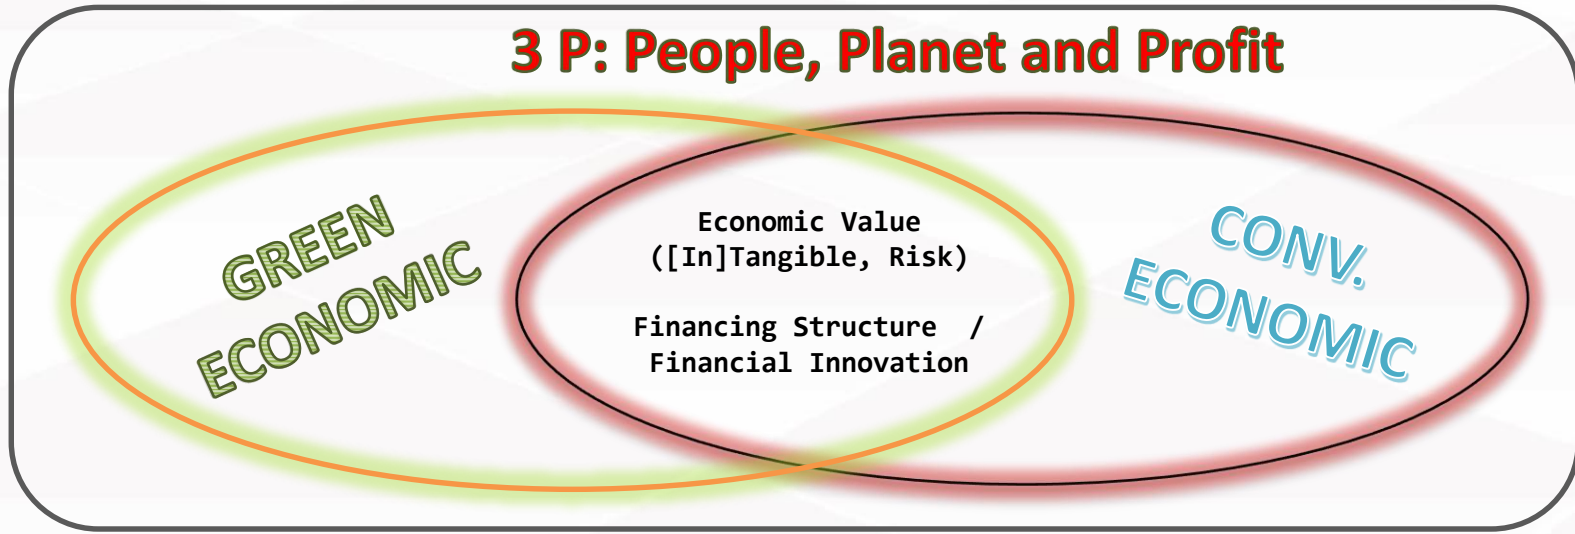 3 P: People, Planet and Profit
GREEN
ECONOMIC
Economic Value
([In]Tangible, Risk)
Financing Structure /
Financial Innovation
CONV.
ECONOMIC